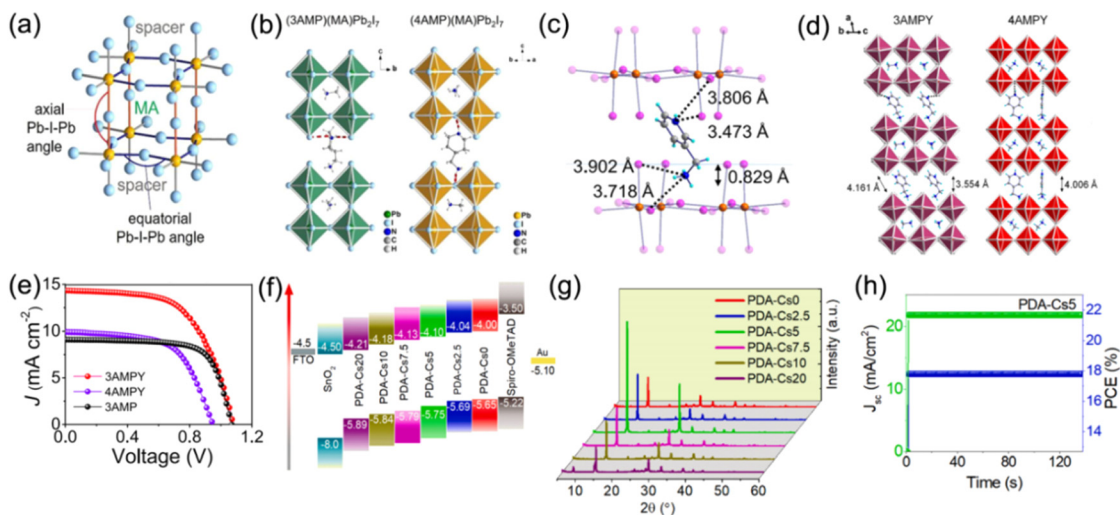 (a)
spacer
MA
axial
Pb-I-Pb
angle
spacer
equatorial
Pb-I-Pb angle
(b)
(3AMP)(MA)Pb₂I₇
(4AMP)(MA)Pb₂I₇
c
b
c
b
a
Pb
I
N
C
H
Pb
I
N
C
H
(c)
3.806 Å
3.473 Å
3.902 Å
0.829 Å
3.718 Å
(d)
a
b
c
3AMPY
4AMPY
4.161 Å
3.554 Å
4.006 Å
(e)
J (mA cm⁻²)
15
10
5
0
3AMPY
4AMPY
3AMP
0.0
0.4
0.8
1.2
Voltage (V)
(f)
-4.5
FTO
-4.50
-8.0
SnO₂
-4.21
-5.89
PDA-Cs20
-4.18
-5.84
PDA-Cs10
-4.13
-5.79
PDA-Cs7.5
-4.10
-5.75
PDA-Cs5
-4.04
-5.69
PDA-Cs2.5
-4.00
-5.65
PDA-Cs0
-3.50
-5.22
Spiro-OMeTAD
Au
-5.10
(g)
PDA-Cs0
PDA-Cs2.5
PDA-Cs5
PDA-Cs7.5
PDA-Cs10
PDA-Cs20
Intensity (a.u.)
10
20
30
40
50
60
2θ (°)
(h)
PDA-Cs5
J sc (mA/cm²)
20
10
0
0
40
80
120
Time (s)
PCE (%)
22
20
18
16
14
12